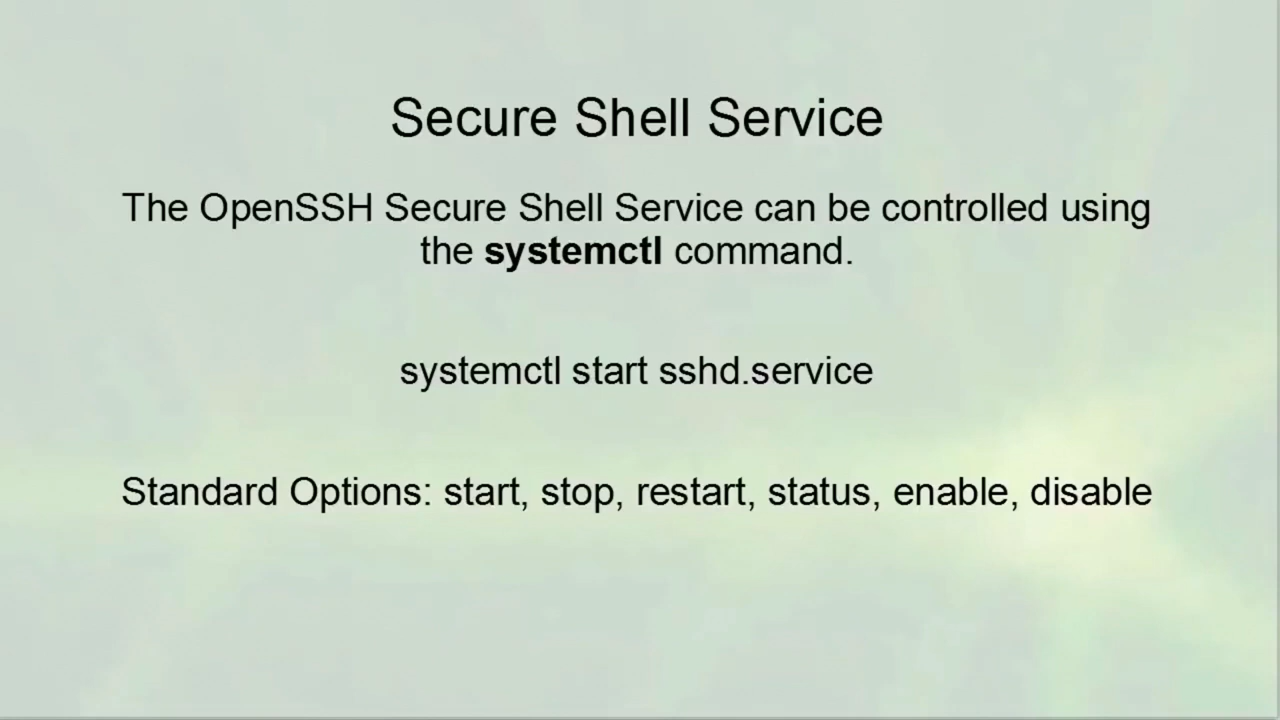 Secure Shell Service
The OpenSSH Secure Shell Service can be controlled using
the systemctl command.
systemctl start sshd.service
Standard Options: start, stop, restart, status, enable, disable